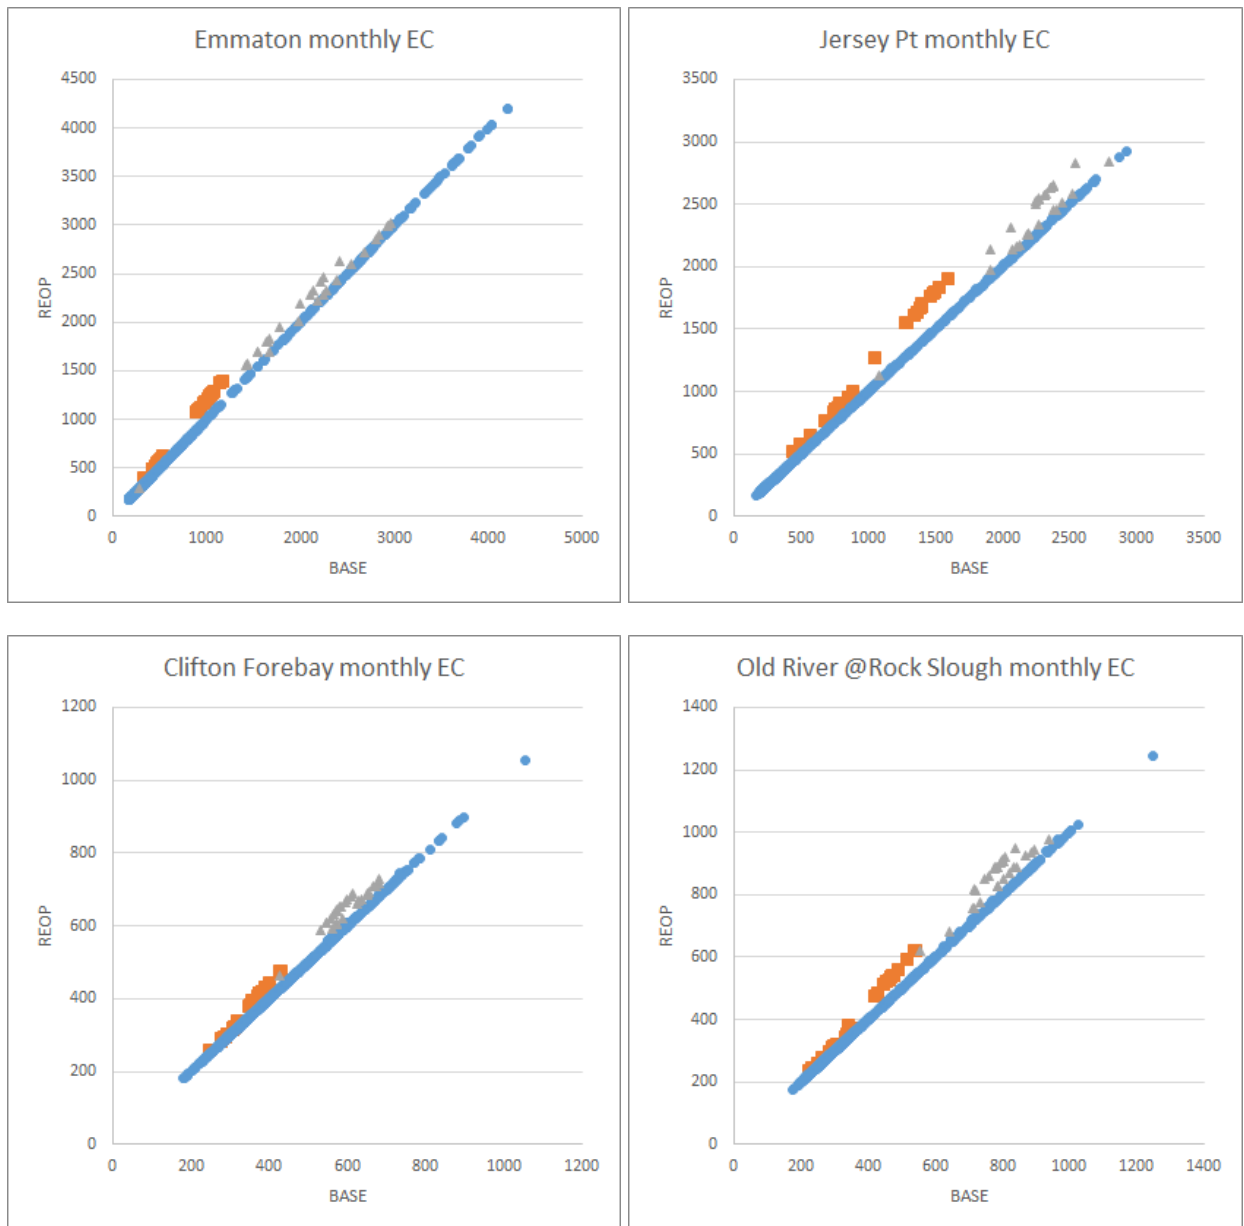 Emmaton monthly EC
4500
4000
3500
3000
2500
2000
1500
1000
500
0
REOP
0 1000 2000 3000 4000 5000
BASE
Jersey Pt monthly EC
3500
3000
2500
2000
1500
1000
500
0
REOP
0 500 1000 1500 2000 2500 3000 3500
BASE
Clifton Forebay monthly EC
1200
1000
800
600
400
200
0
REOP
0 200 400 600 800 1000 1200
BASE
Old River @Rock Slough monthly EC
1400
1200
1000
800
600
400
200
0
REOP
0 200 400 600 800 1000 1200 1400
BASE